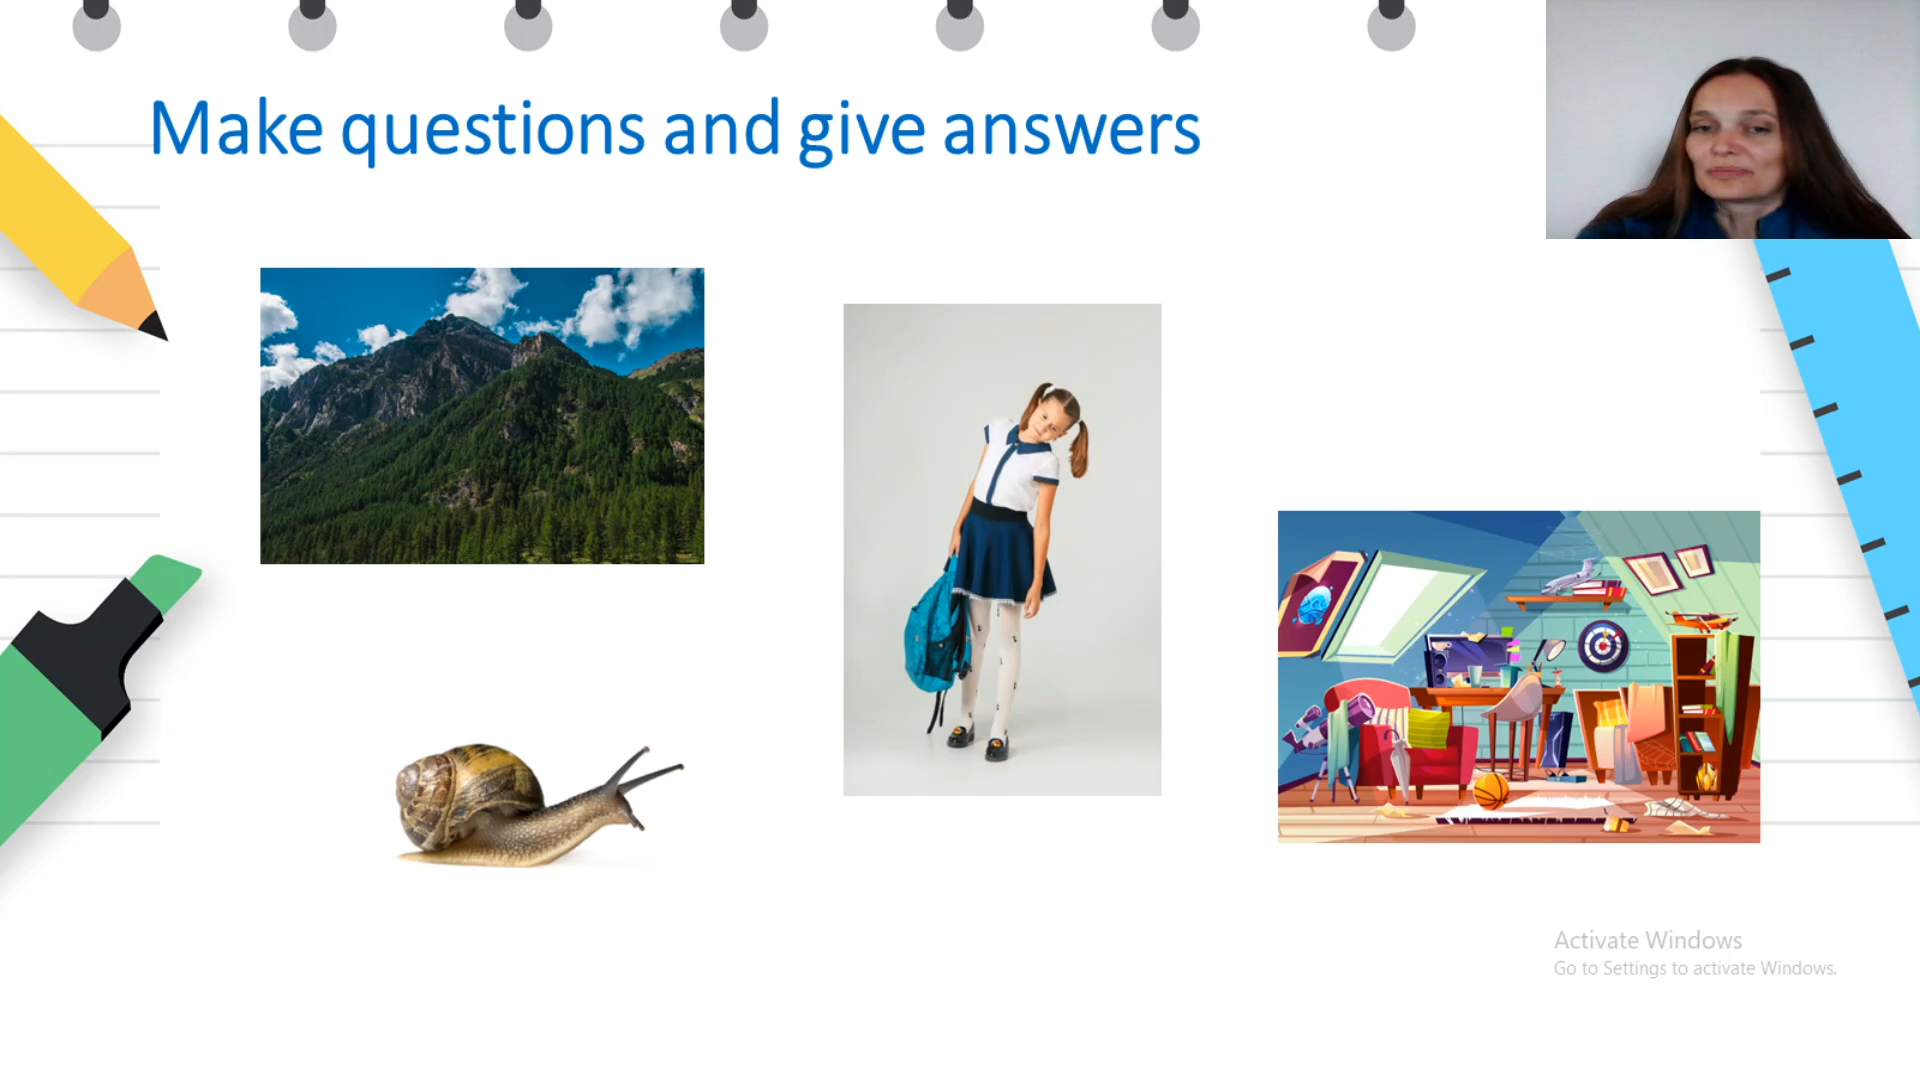 Make questions and give answers
Activate Windows
Go to Settings to activate Windows.